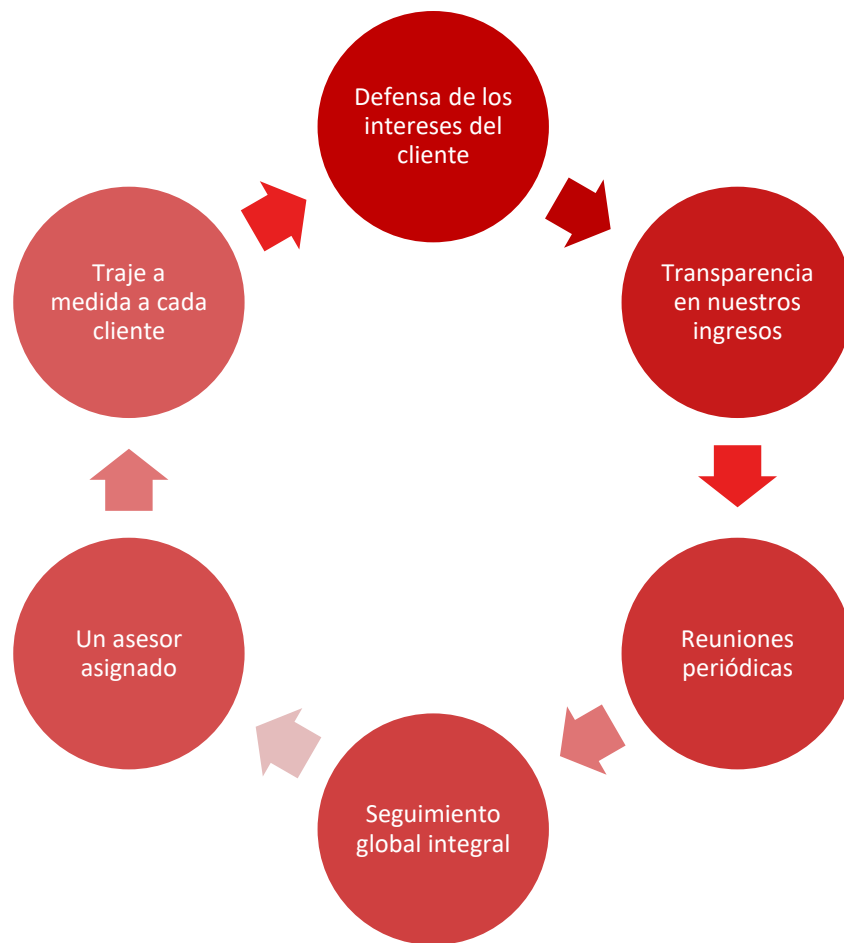 Defensa de los
intereses del
cliente
Transparencia
en nuestros
ingresos
Reuniones
periódicas
Seguimiento
global integral
Un asesor
asignado
Traje a
medida a cada
cliente